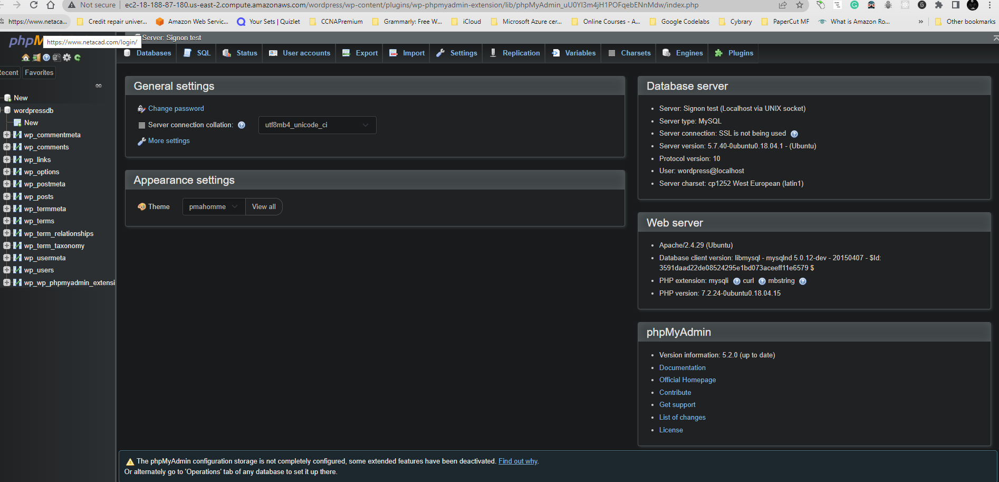 Not secure | ec2-18-188-87-180.us-east-2.compute.amazonaws.com/wordpress/wp-content/plugins/wp-phpmyadmin-extension/lib/phpMyAdmin_uU0YI3m4jH1POFqebENnMdw/index.php
https://www.netaca... Credit repair univer... Amazon Web Servic... Your Sets | Quizlet CCNAPremium Grammarly: Free W... iCloud Microsoft Azure cer... Online Courses - A... Google Codelabs Cybrary PaperCut MF What is Amazon Ro... » Other bookmarks
phpM
https://www.netacad.com/login/
Server: Signon test
Databases SQL Status User accounts Export Import Settings Replication Variables Charsets Engines Plugins
ecent Favorites
New
wordpressdb
New
wp_commentmeta
wp_comments
wp_links
wp_options
wp_postmeta
wp_posts
wp_termmeta
wp_terms
wp_term_relationships
wp_term_taxonomy
wp_usermeta
wp_users
wp_wp_phpmyadmin_extensi
General settings
Change password
Server connection collation: utf8mb4_unicode_ci
More settings
Appearance settings
Theme pmahomme View all
Database server
• Server: Signon test (Localhost via UNIX socket)
• Server type: MySQL
• Server connection: SSL is not being used
• Server version: 5.7.40-0ubuntu0.18.04.1 - (Ubuntu)
• Protocol version: 10
• User: wordpress@localhost
• Server charset: cp1252 West European (latin1)
Web server
• Apache/2.4.29 (Ubuntu)
• Database client version: libmysql - mysqlnd 5.0.12-dev - 20150407 - $Id:
3591daad22de08524295e1bd073aceeff11e6579 $
• PHP extension: mysqli curl mbstring
• PHP version: 7.2.24-0ubuntu0.18.04.15
phpMyAdmin
• Version information: 5.2.0 (up to date)
• Documentation
• Official Homepage
• Contribute
• Get support
• List of changes
• License
The phpMyAdmin configuration storage is not completely configured, some extended features have been deactivated. Find out why.
Or alternately go to 'Operations' tab of any database to set it up there.